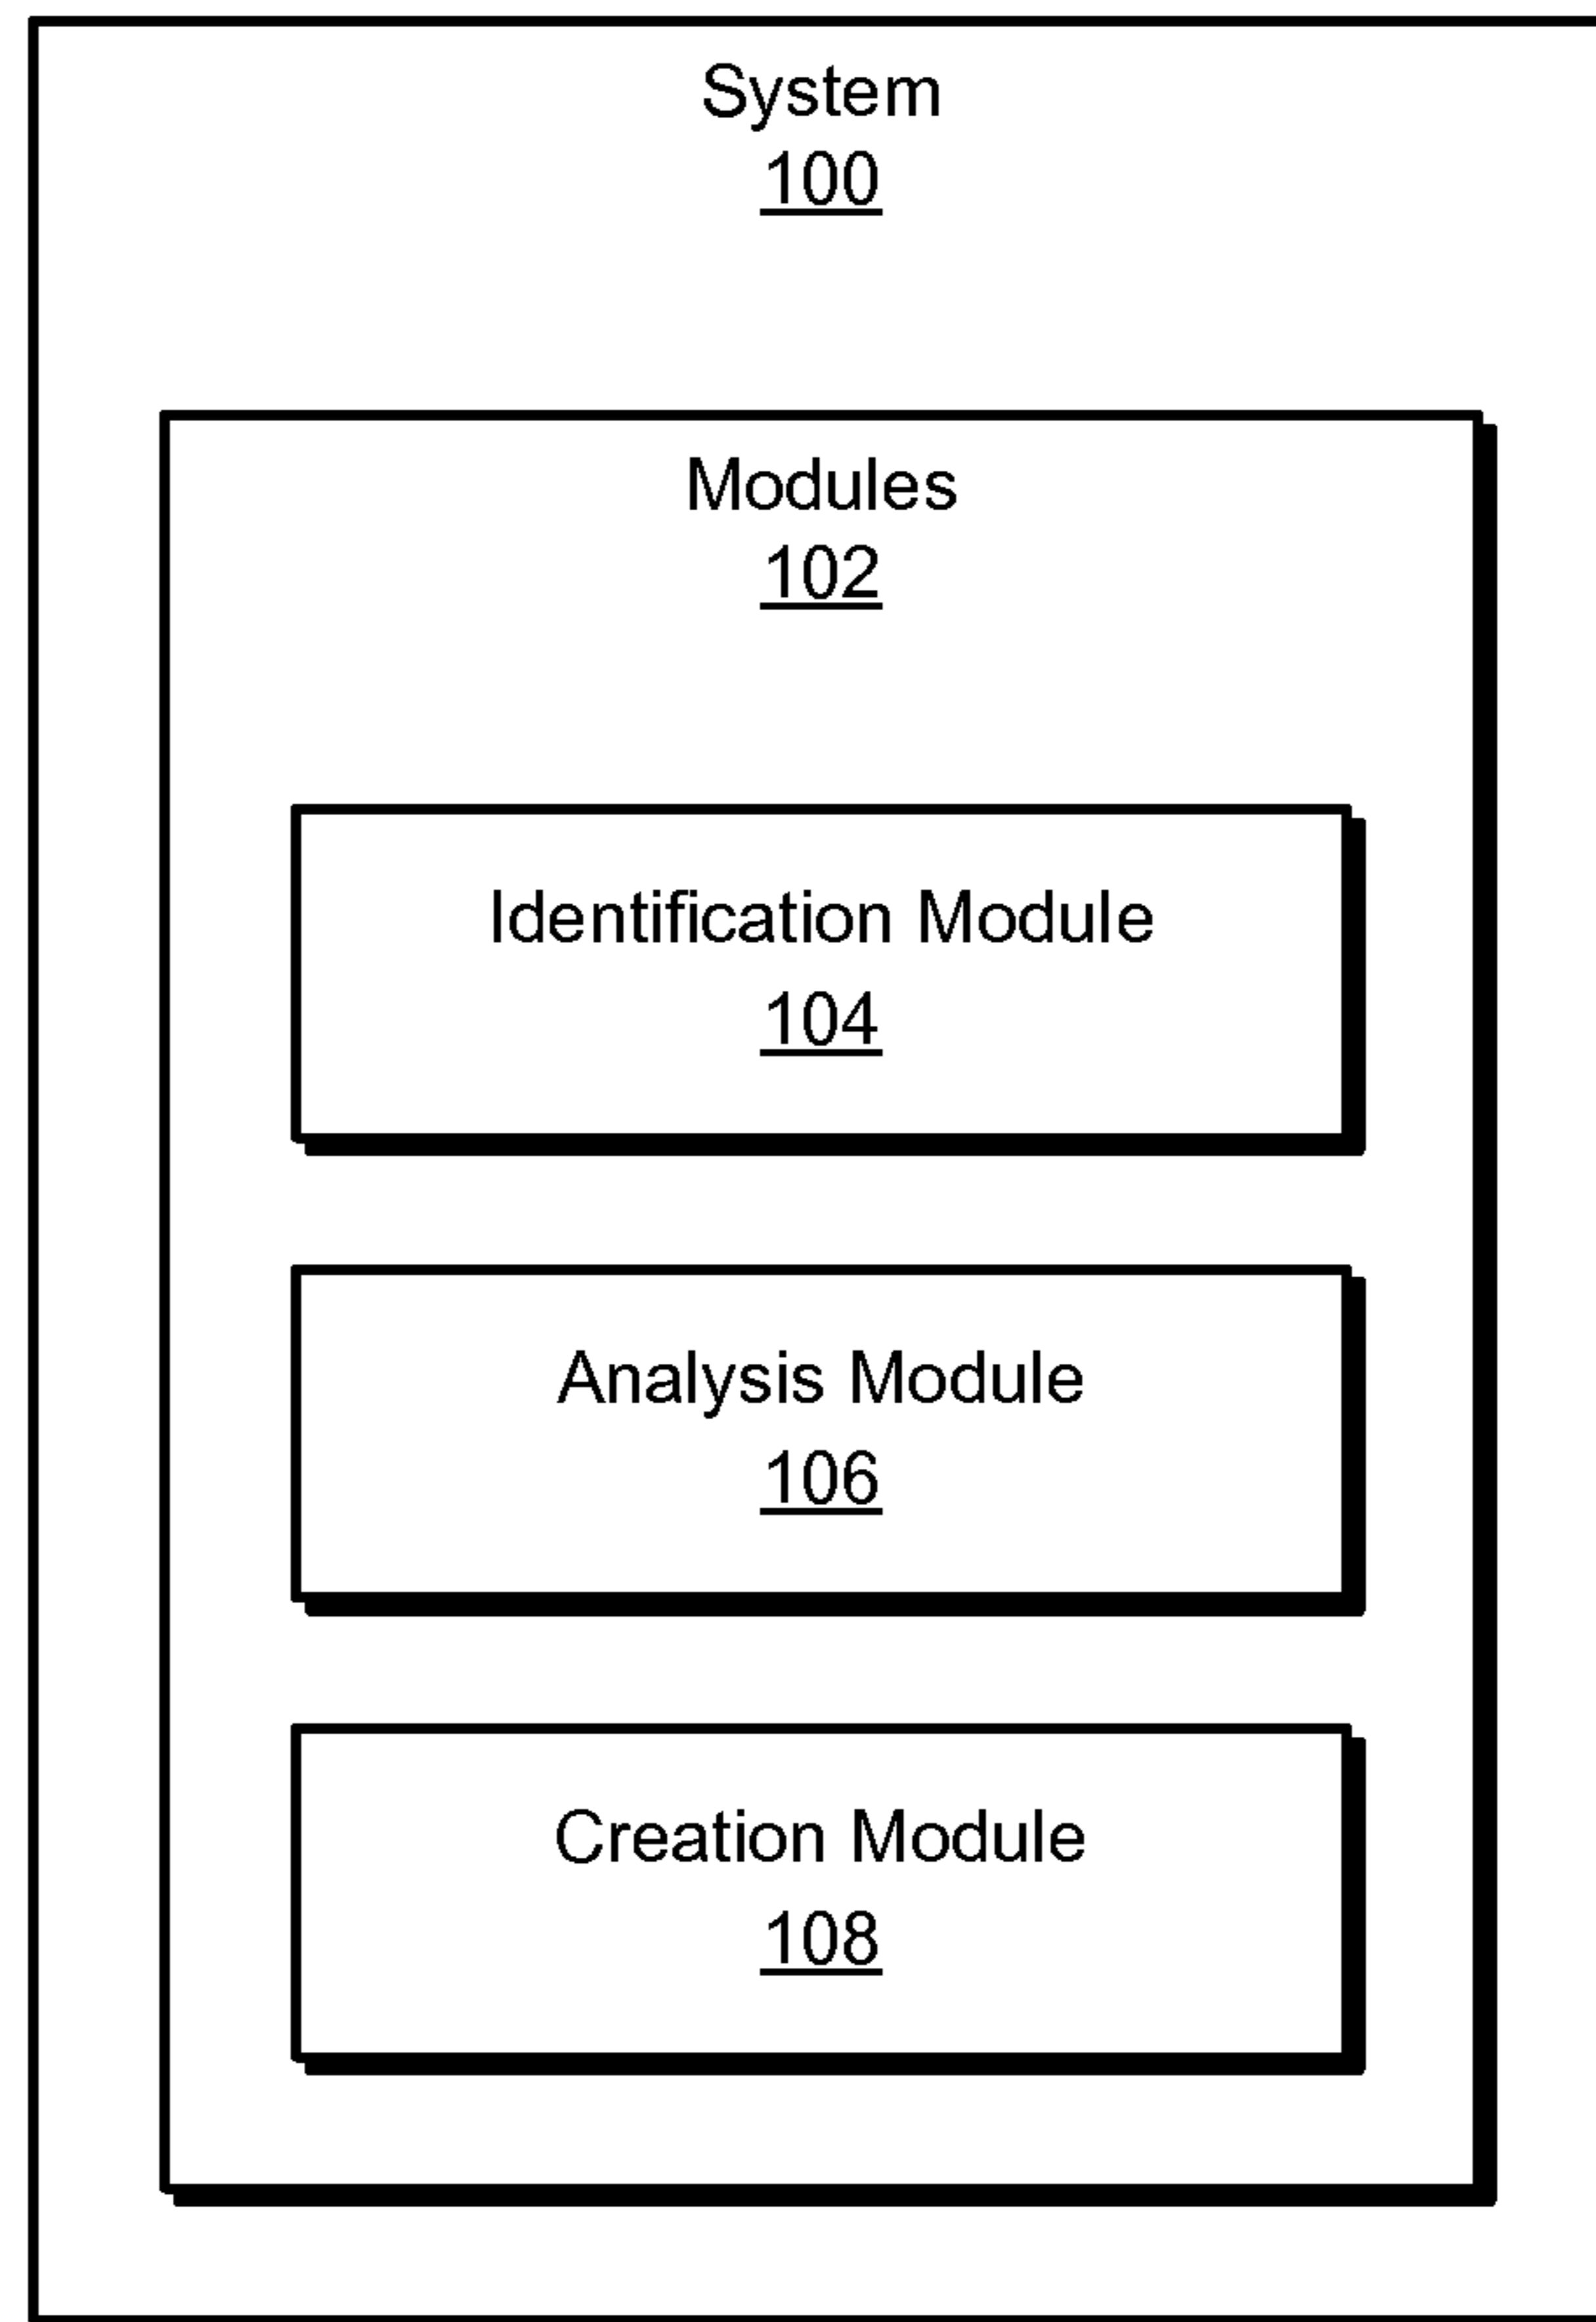 System
100
Modules
102
Identification Module
104
Analysis Module
106
Creation Module
108